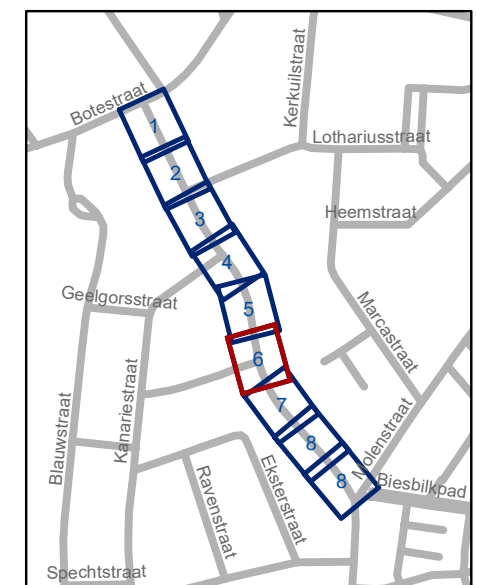 Botestraat
Kerkuilstraat
Lothariusstraat
Heemstraat
Geelgorsstraat
Marcastraat
Blauwstraat
Kanariestraat
Molenstraat
Ravenstraat
Eksterstraat
Biesbilkpad
Spechtstraat
1
2
3
4
5
6
7
8
8